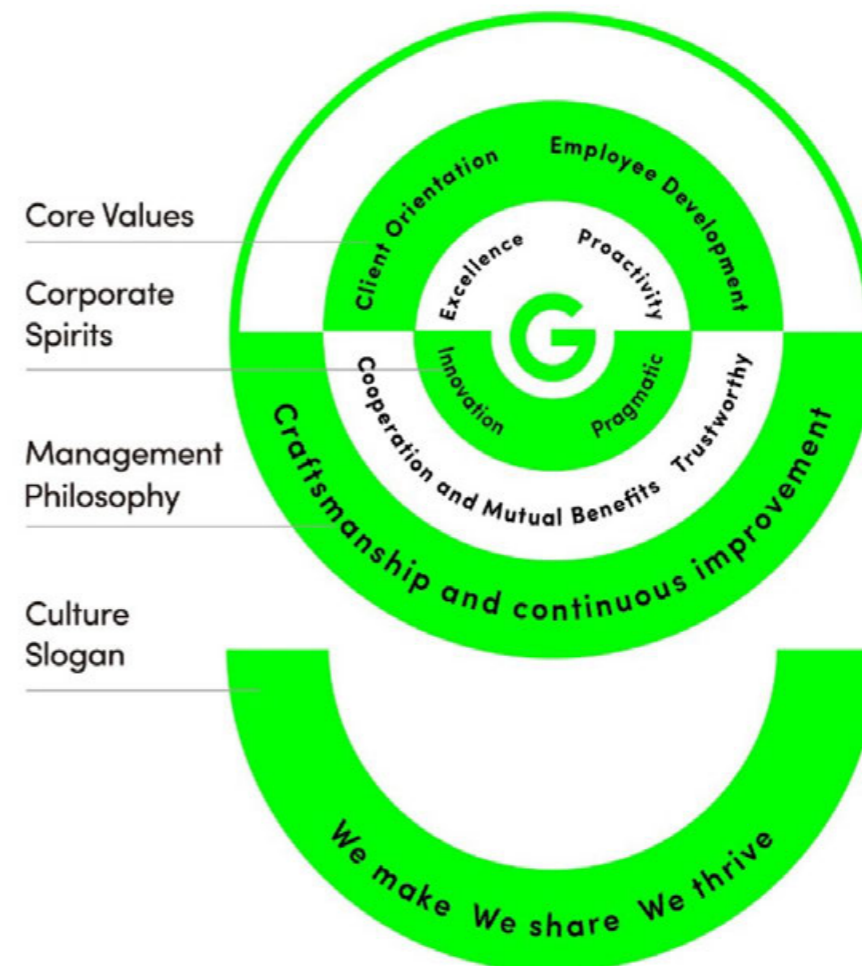 Core Values
Corporate
Spirits
Management
Philosophy
Culture
Slogan
Client Orientation
Employee Development
Excellence
Proactivity
G
Innovation
Pragmatic
Cooperation and Mutual Benefits
Trustworthy
Craftsmanship and continuous improvement
We make We share We thrive